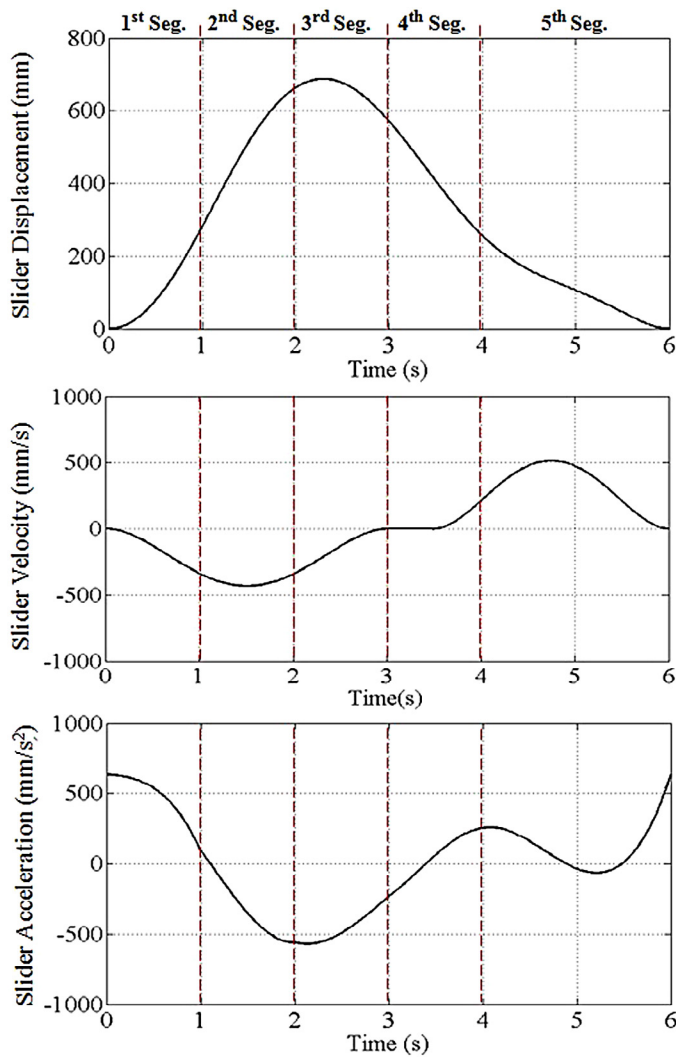 1st Seg. 2nd Seg. 3rd Seg. 4th Seg. 5th Seg.
Slider Displacement (mm)
800
600
400
200
0
0 1 2 3 4 5 6
Time (s)
Slider Velocity (mm/s)
1000
500
0
-500
-1000
0 1 2 3 4 5 6
Time(s)
Slider Acceleration (mm/s²)
1000
500
0
-500
-1000
0 1 2 3 4 5 6
Time (s)